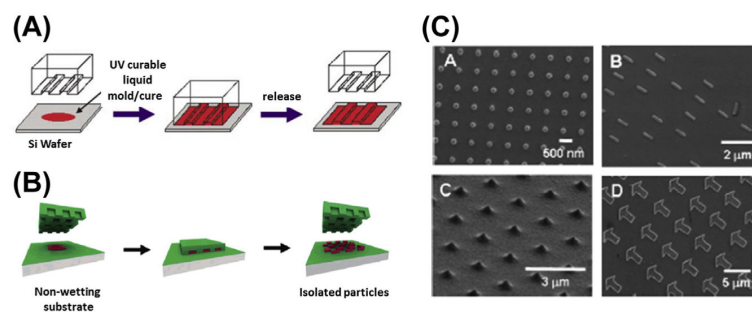 (A)
UV curable
liquid
mold/cure
release
Si Wafer
(B)
Non-wetting
substrate
Isolated particles
(C)
A
500 nm
B
2 μm
C
3 μm
D
5 μm